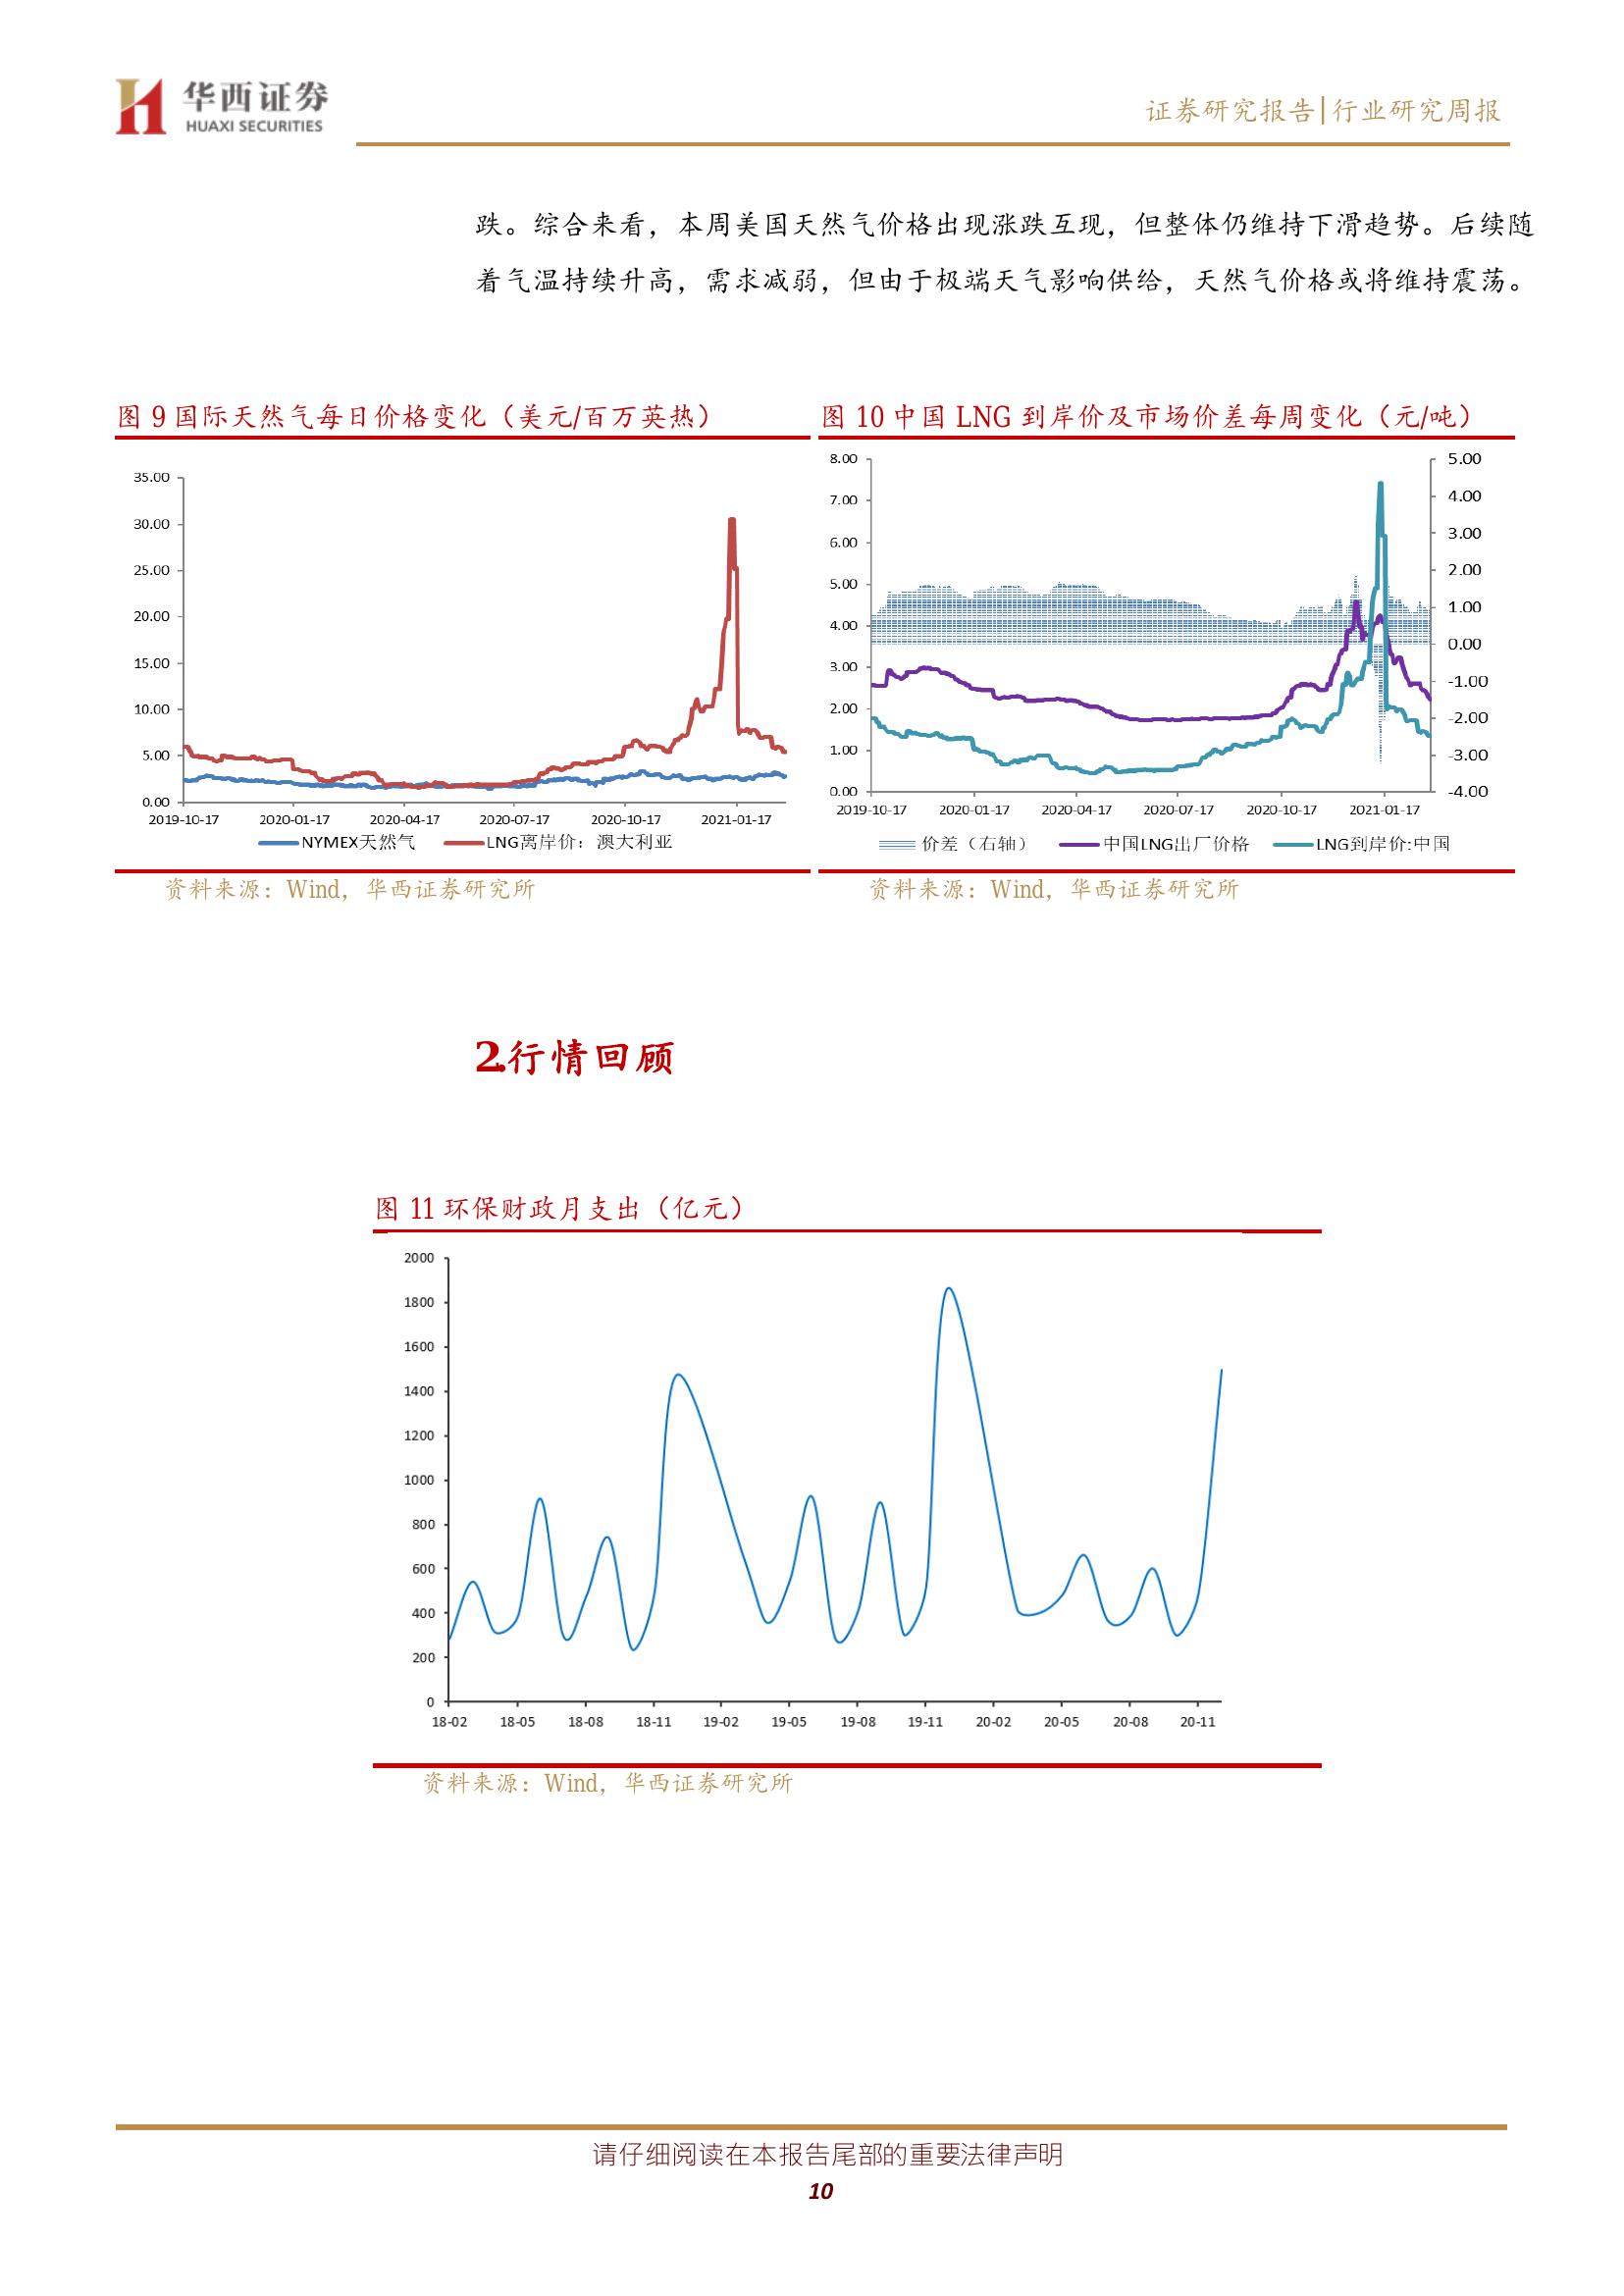 华西证券
HUAXI SECURITIES
证券研究报告|行业研究周报
跌。综合来看，本周美国天然气价格出现涨跌互现，但整体仍维持下滑趋势。后续随
着气温持续升高，需求减弱，但由于极端天气影响供给，天然气价格或将维持震荡。
图 9 国际天然气每日价格变化（美元/百万英热）
35.00
30.00
25.00
20.00
15.00
10.00
5.00
0.00
2019-10-17 2020-01-17 2020-04-17 2020-07-17 2020-10-17 2021-01-17
NYMEX天然气 LNG离岸价：澳大利亚
资料来源：Wind，华西证券研究所
图 10 中国 LNG 到岸价及市场价差每周变化（元/吨）
8.00
7.00
6.00
5.00
4.00
3.00
2.00
1.00
0.00
5.00
4.00
3.00
2.00
1.00
0.00
-1.00
-2.00
-3.00
-4.00
2019-10-17 2020-01-17 2020-04-17 2020-07-17 2020-10-17 2021-01-17
价差（右轴） 中国LNG出厂价格 LNG到岸价:中国
资料来源：Wind，华西证券研究所
2.行情回顾
图 11 环保财政月支出（亿元）
2000
1800
1600
1400
1200
1000
800
600
400
200
0
18-02 18-05 18-08 18-11 19-02 19-05 19-08 19-11 20-02 20-05 20-08 20-11
资料来源：Wind，华西证券研究所
请仔细阅读在本报告尾部的重要法律声明
10